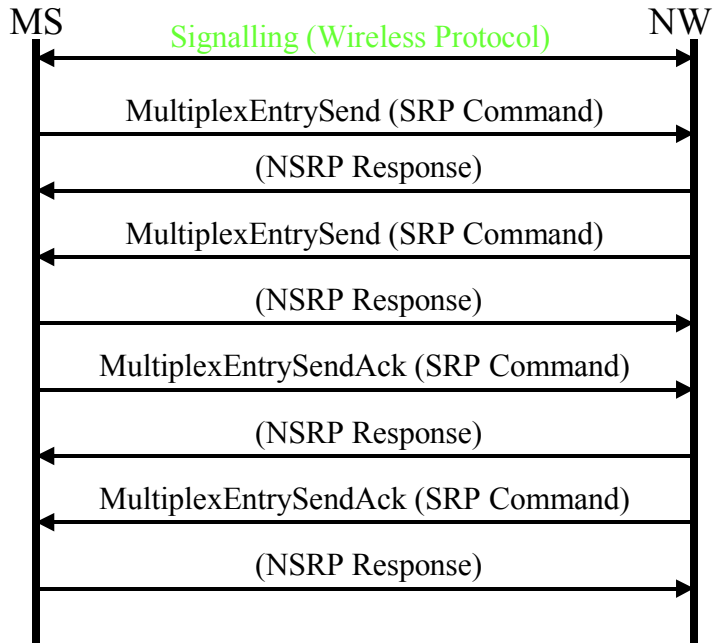 MS NW
Signalling (Wireless Protocol)
MultiplexEntrySend (SRP Command)
(NSRP Response)
MultiplexEntrySend (SRP Command)
(NSRP Response)
MultiplexEntrySendAck (SRP Command)
(NSRP Response)
MultiplexEntrySendAck (SRP Command)
(NSRP Response)